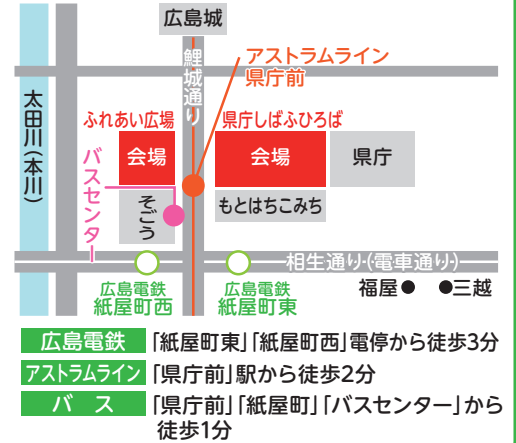 広島城
鯉城通り
アストラムライン
県庁前
太田川(本川)
ふれあい広場
県庁しばふひろば
会場
会場
県庁
バスセンター
そごう
もとはちこみち
相生通り(電車通り)
広島電鉄
紙屋町西
広島電鉄
紙屋町東
福屋●
●三越
広島電鉄 「紙屋町東」「紙屋町西」電停から徒歩3分
アストラムライン 「県庁前」駅から徒歩2分
バス 「県庁前」「紙屋町」「バスセンター」から
徒歩1分